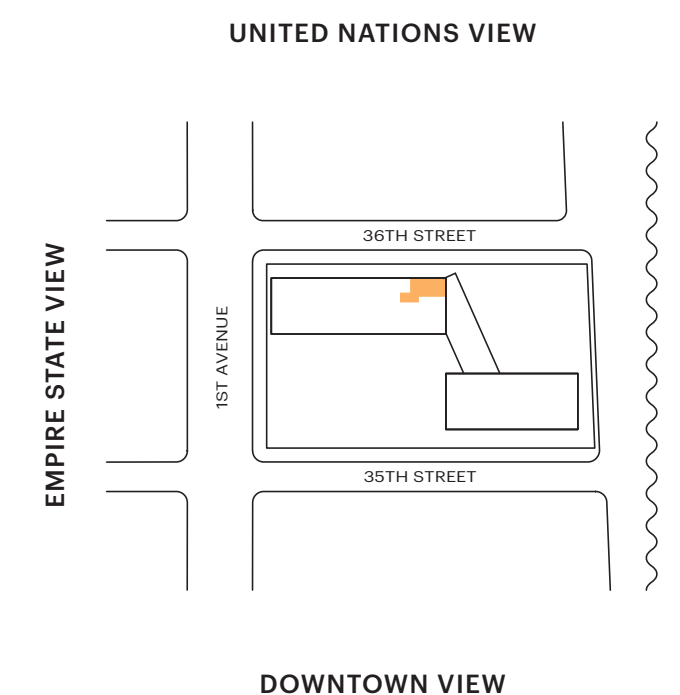 UNITED NATIONS VIEW
36TH STREET
EMPIRE STATE VIEW
1ST AVENUE
35TH STREET
DOWNTOWN VIEW